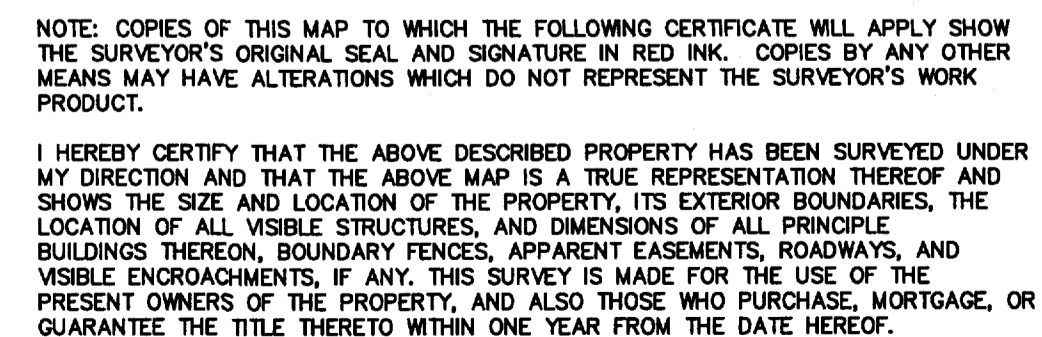 NOTE: COPIES OF THIS MAP TO WHICH THE FOLLOWING CERTIFICATE WILL APPLY SHOW
THE SURVEYOR'S ORIGINAL SEAL AND SIGNATURE IN RED INK. COPIES BY ANY OTHER
MEANS MAY HAVE ALTERATIONS WHICH DO NOT REPRESENT THE SURVEYOR'S WORK
PRODUCT.
I HEREBY CERTIFY THAT THE ABOVE DESCRIBED PROPERTY HAS BEEN SURVEYED UNDER
MY DIRECTION AND THAT THE ABOVE MAP IS A TRUE REPRESENTATION THEREOF AND
SHOWS THE SIZE AND LOCATION OF THE PROPERTY, ITS EXTERIOR BOUNDARIES, THE
LOCATION OF ALL VISIBLE STRUCTURES, AND DIMENSIONS OF ALL PRINCIPLE
BUILDINGS THEREON, BOUNDARY FENCES, APPARENT EASEMENTS, ROADWAYS, AND
VISIBLE ENCROACHMENTS, IF ANY. THIS SURVEY IS MADE FOR THE USE OF THE
PRESENT OWNERS OF THE PROPERTY, AND ALSO THOSE WHO PURCHASE, MORTGAGE, OR
GUARANTEE THE TITLE THERETO WITHIN ONE YEAR FROM THE DATE HEREOF.